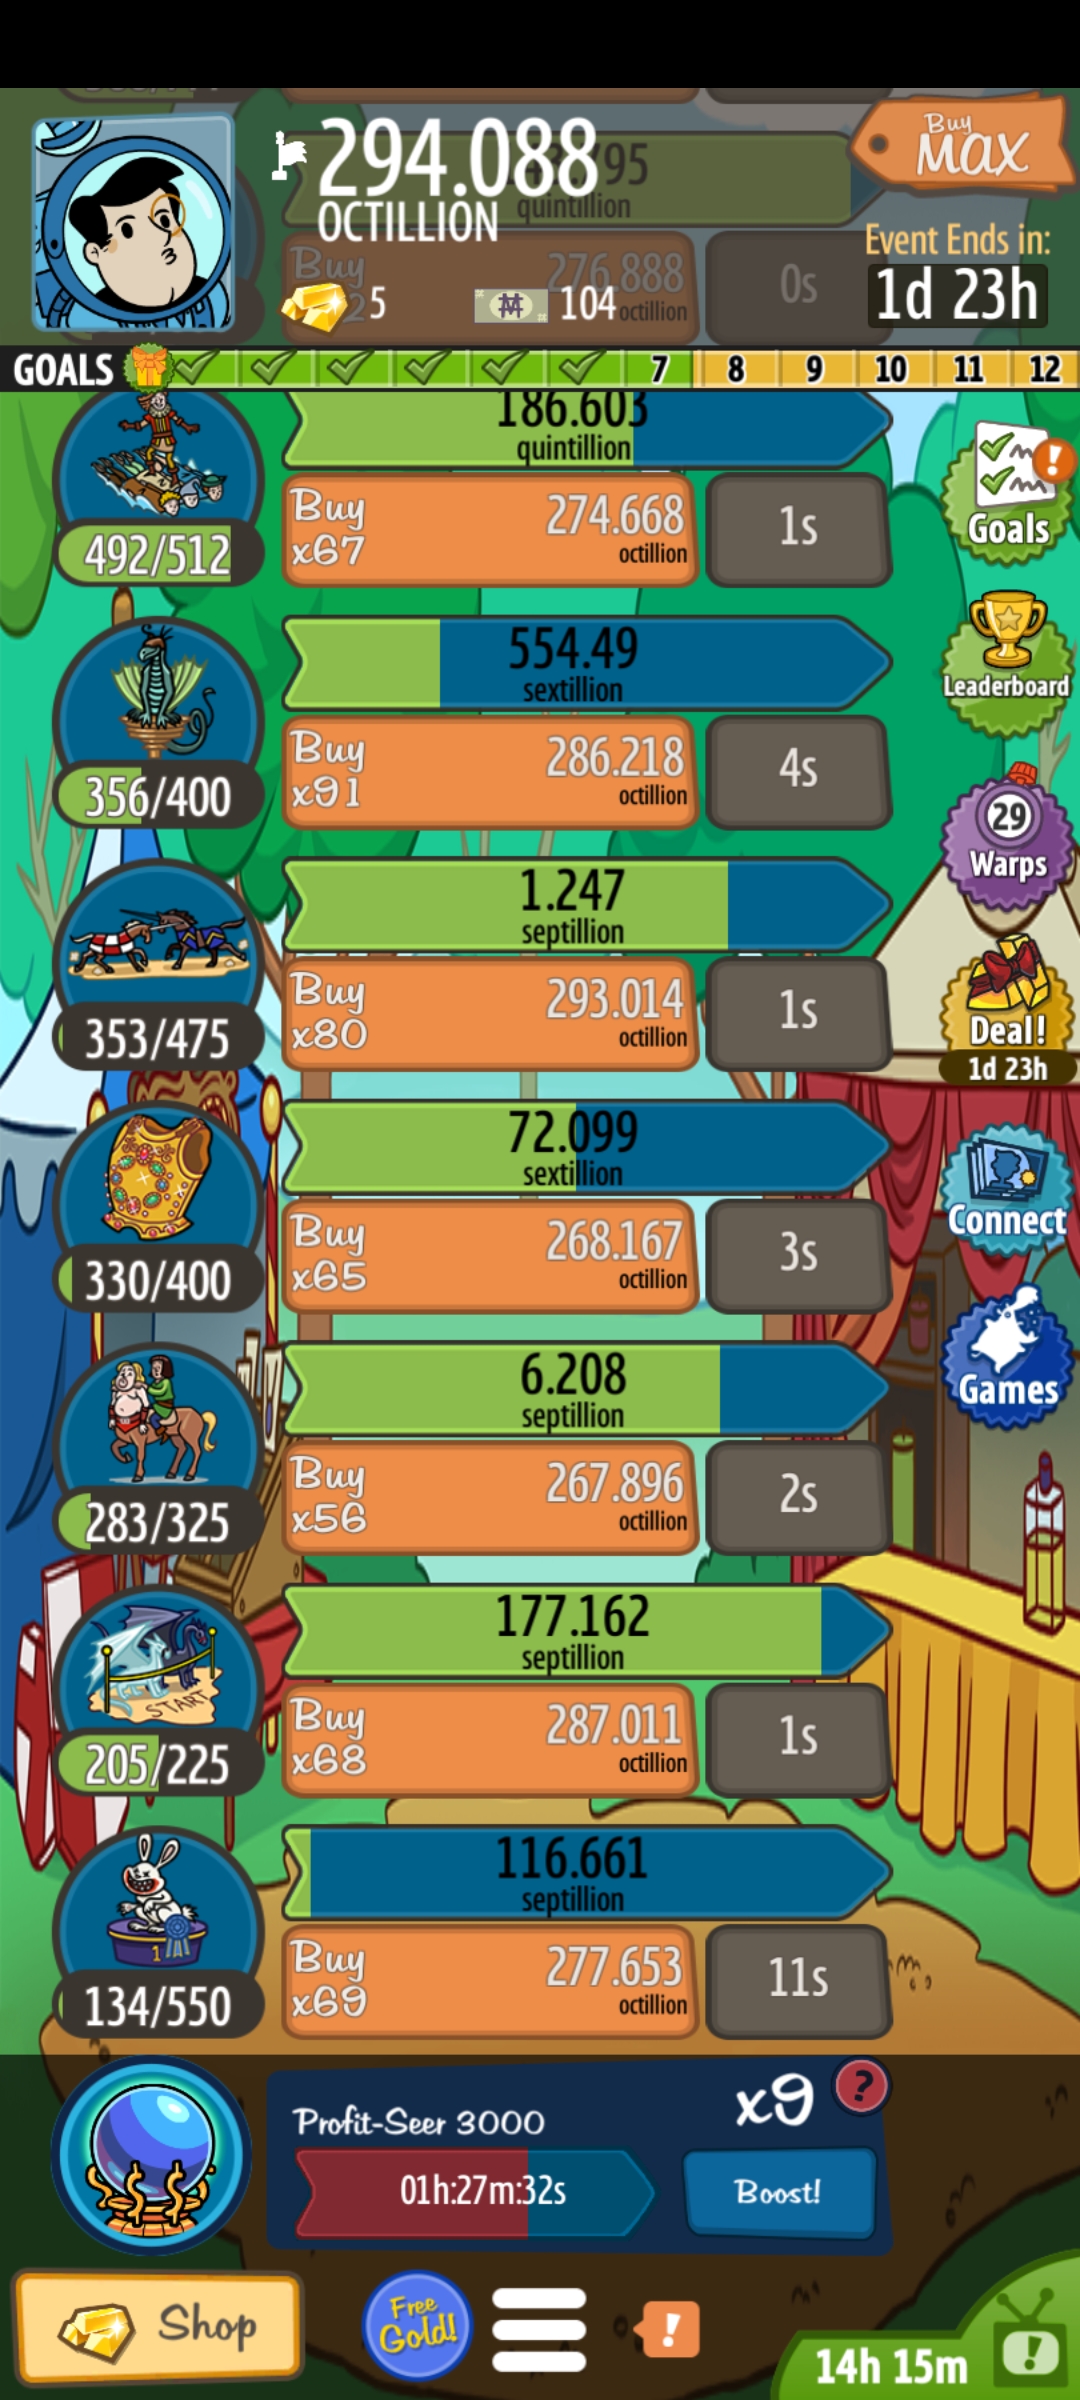 294.088
OCTILLION
Buy
MAX
quintillion
Event Ends in:
1d 23h
Buy
276.888
octillion
0s
5
104
GOALS
7
8
9
10
11
12
186.603
quintillion
492/512
Buy
x67
274.668
octillion
1s
Goals
554.49
sextillion
356/400
Buy
x91
286.218
octillion
4s
Leaderboard
29
Warps
1.247
septillion
353/475
Buy
x80
293.014
octillion
1s
Deal!
1d 23h
72.099
sextillion
330/400
Buy
x65
268.167
octillion
3s
Connect
6.208
septillion
283/325
Buy
x56
267.896
octillion
2s
Games
177.162
septillion
START
205/225
Buy
x68
287.011
octillion
1s
116.661
septillion
1
134/550
Buy
x69
277.653
octillion
11s
Profit-Seer 3000
x9
?
01h:27m:32s
Boost!
Shop
Free
Gold!
!
14h 15m
!